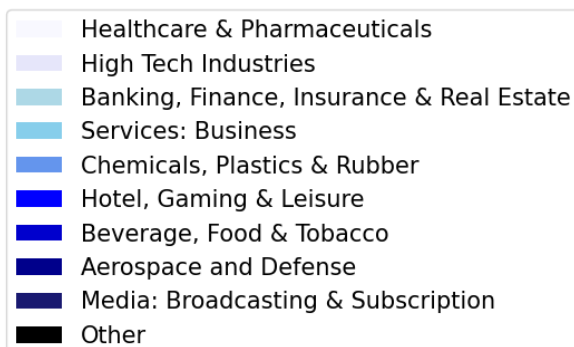 Healthcare & Pharmaceuticals
High Tech Industries
Banking, Finance, Insurance & Real Estate
Services: Business
Chemicals, Plastics & Rubber
Hotel, Gaming & Leisure
Beverage, Food & Tobacco
Aerospace and Defense
Media: Broadcasting & Subscription
Other